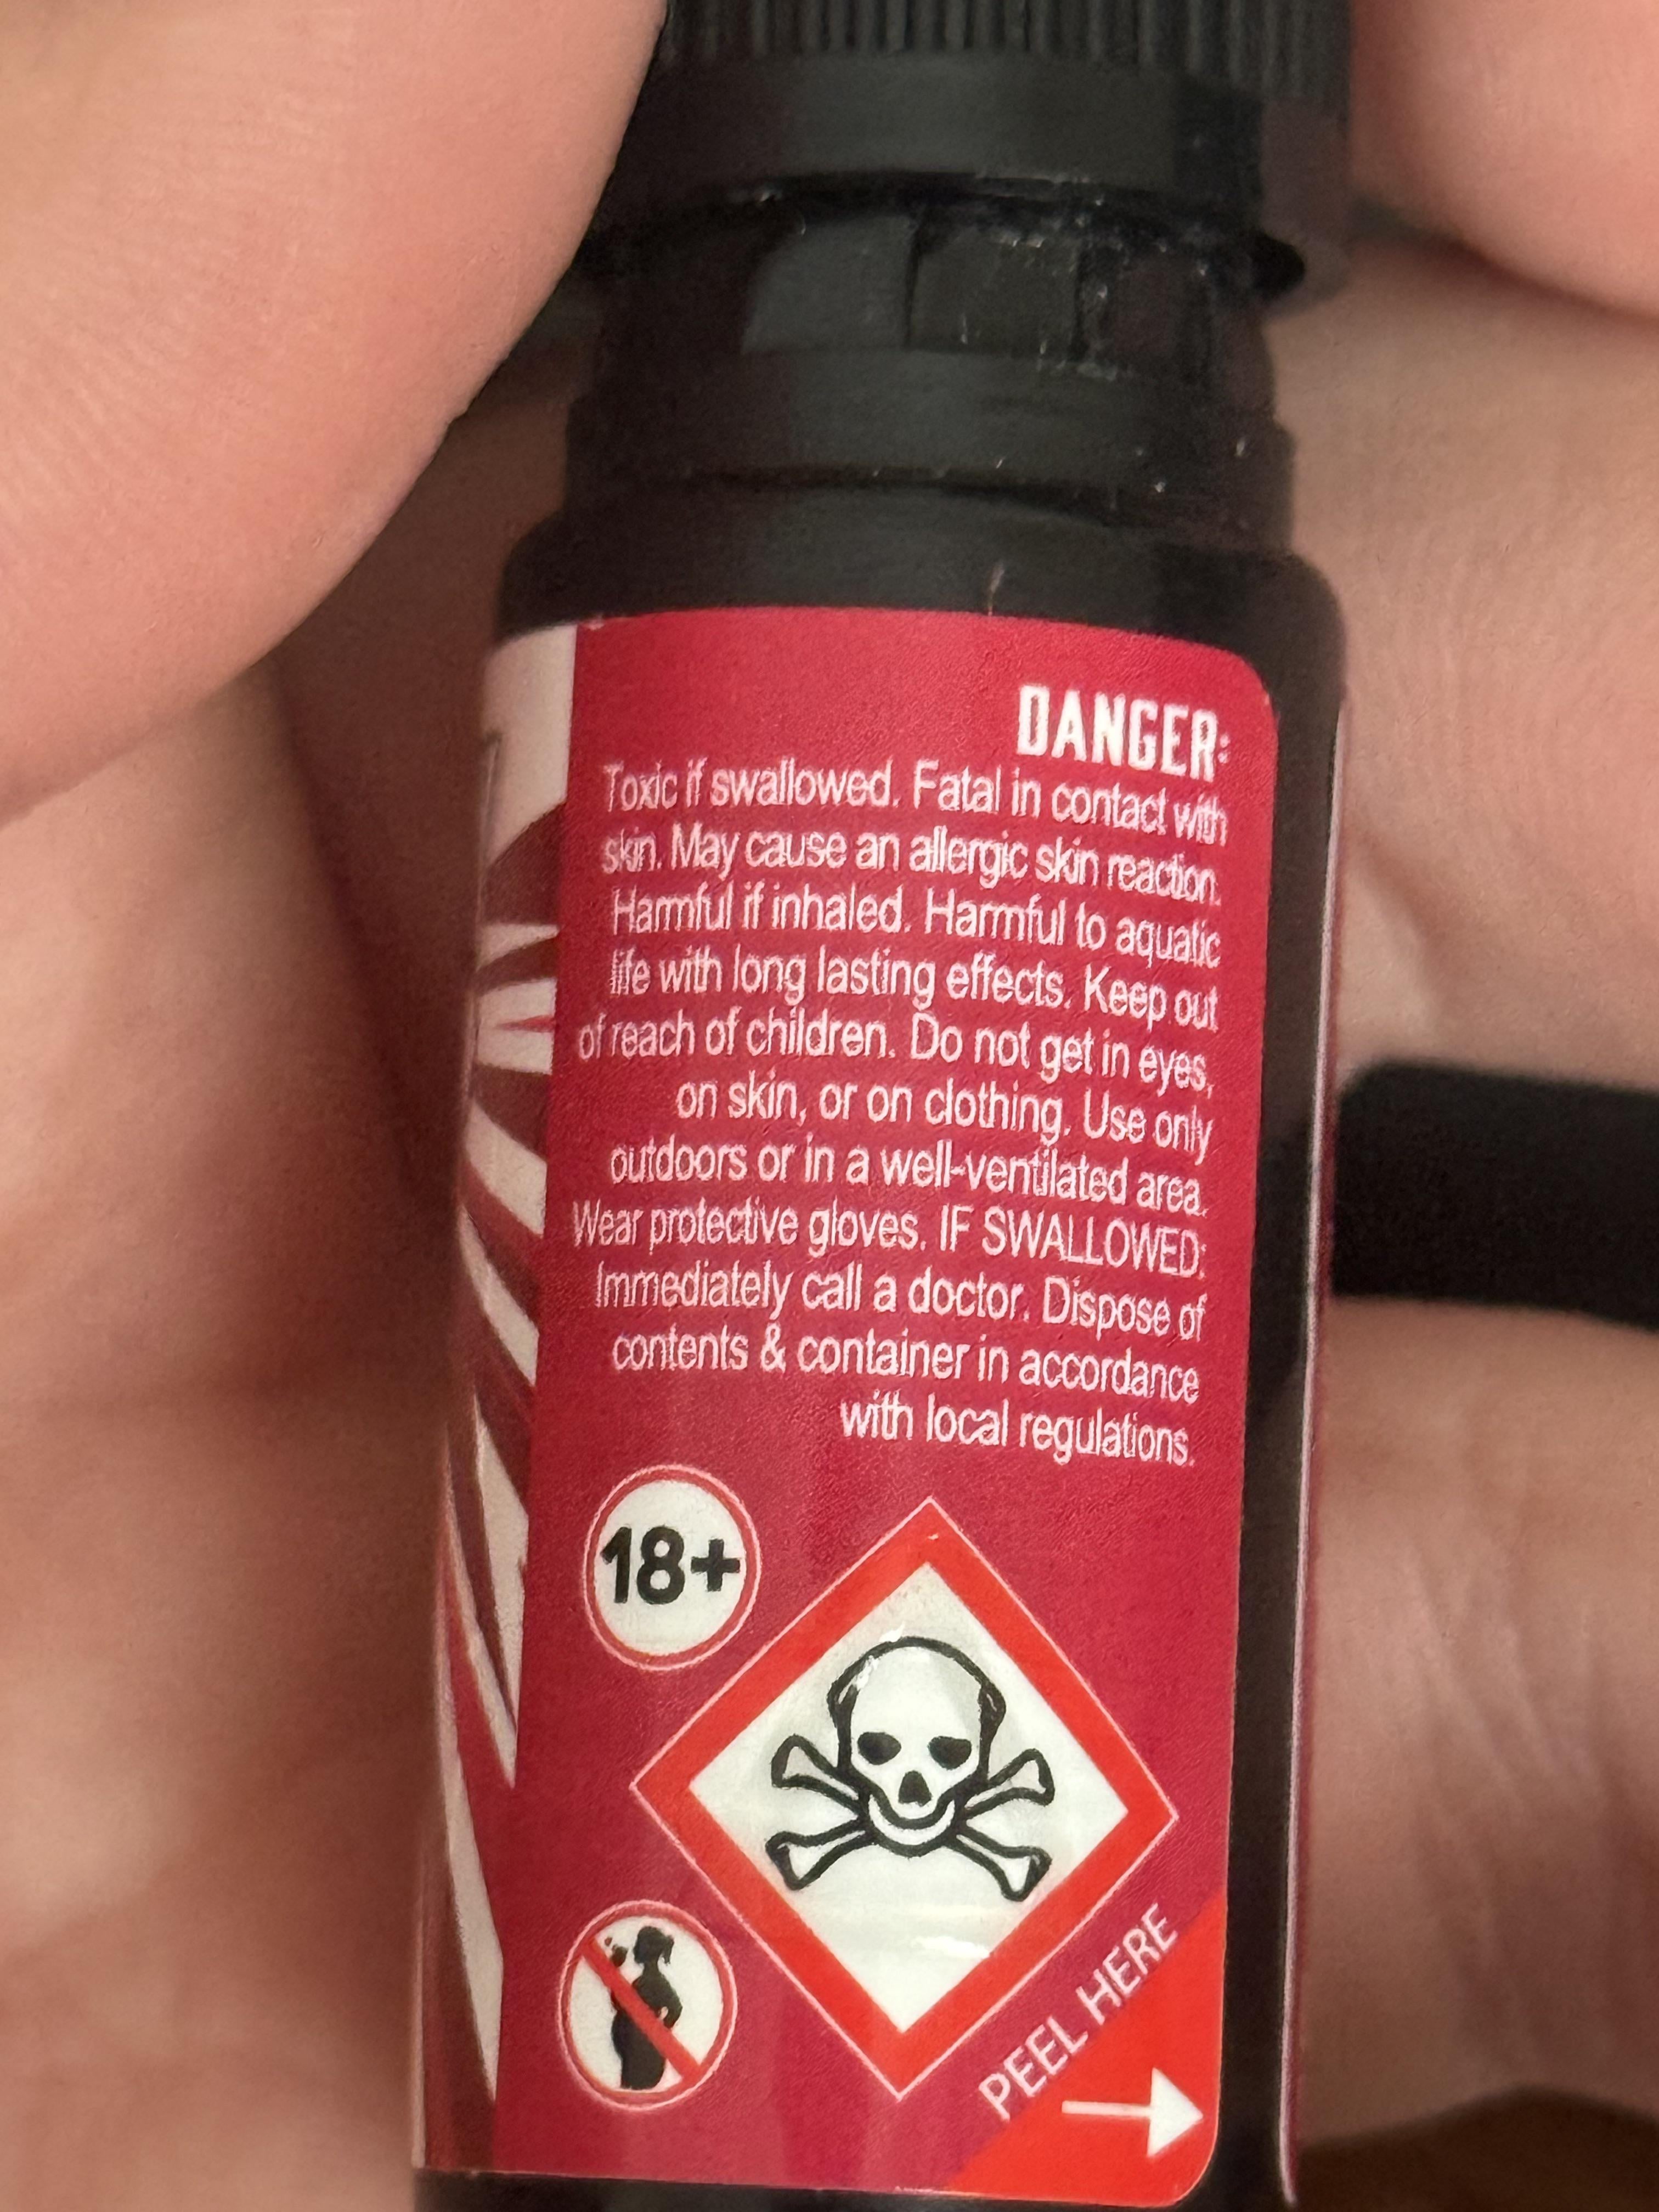 DANGER:
Toxic if swallowed. Fatal in contact with
skin. May cause an allergic skin reaction.
Harmful if inhaled. Harmful to aquatic
life with long lasting effects. Keep out
of reach of children. Do not get in eyes,
on skin, or on clothing. Use only
outdoors or in a well-ventilated area.
Wear protective gloves. IF SWALLOWED:
Immediately call a doctor. Dispose of
contents & container in accordance
with local regulations.
18+
PEEL HERE